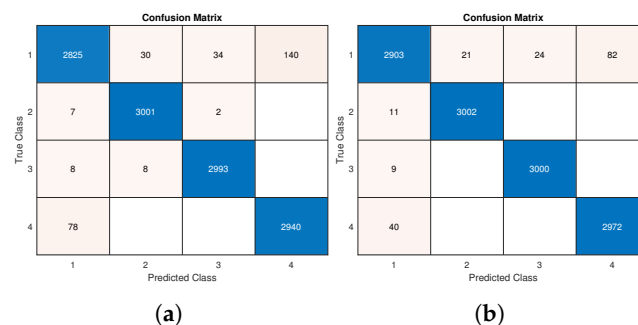 Confusion Matrix
1 2825 30 34 140
2 7 3001 2
3 8 8 2993
4 78 2940
1 2 3 4
Predicted Class
True Class
(a)
Confusion Matrix
1 2903 21 24 82
2 11 3002
3 9 3000
4 40 2972
1 2 3 4
Predicted Class
True Class
(b)